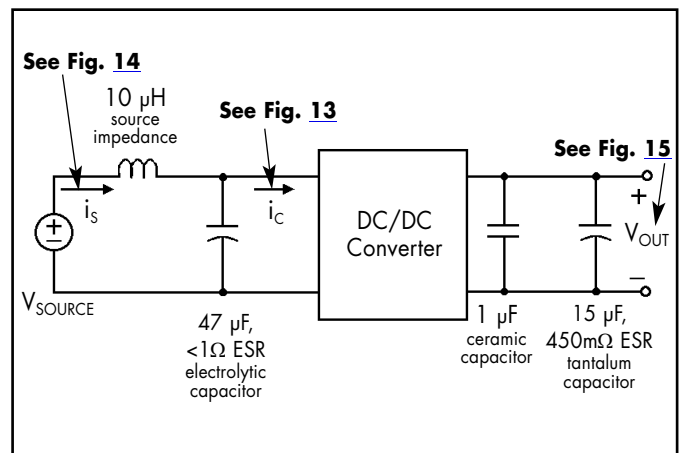 See Fig. 14
10 µH
source
impedance
See Fig. 13
See Fig. 15
iS
iC
DC/DC
Converter
+
VOUT
–
+
–
VSOURCE
47 µF,
<1Ω ESR
electrolytic
capacitor
1 µF
ceramic
capacitor
15 µF,
450mΩ ESR
tantalum
capacitor